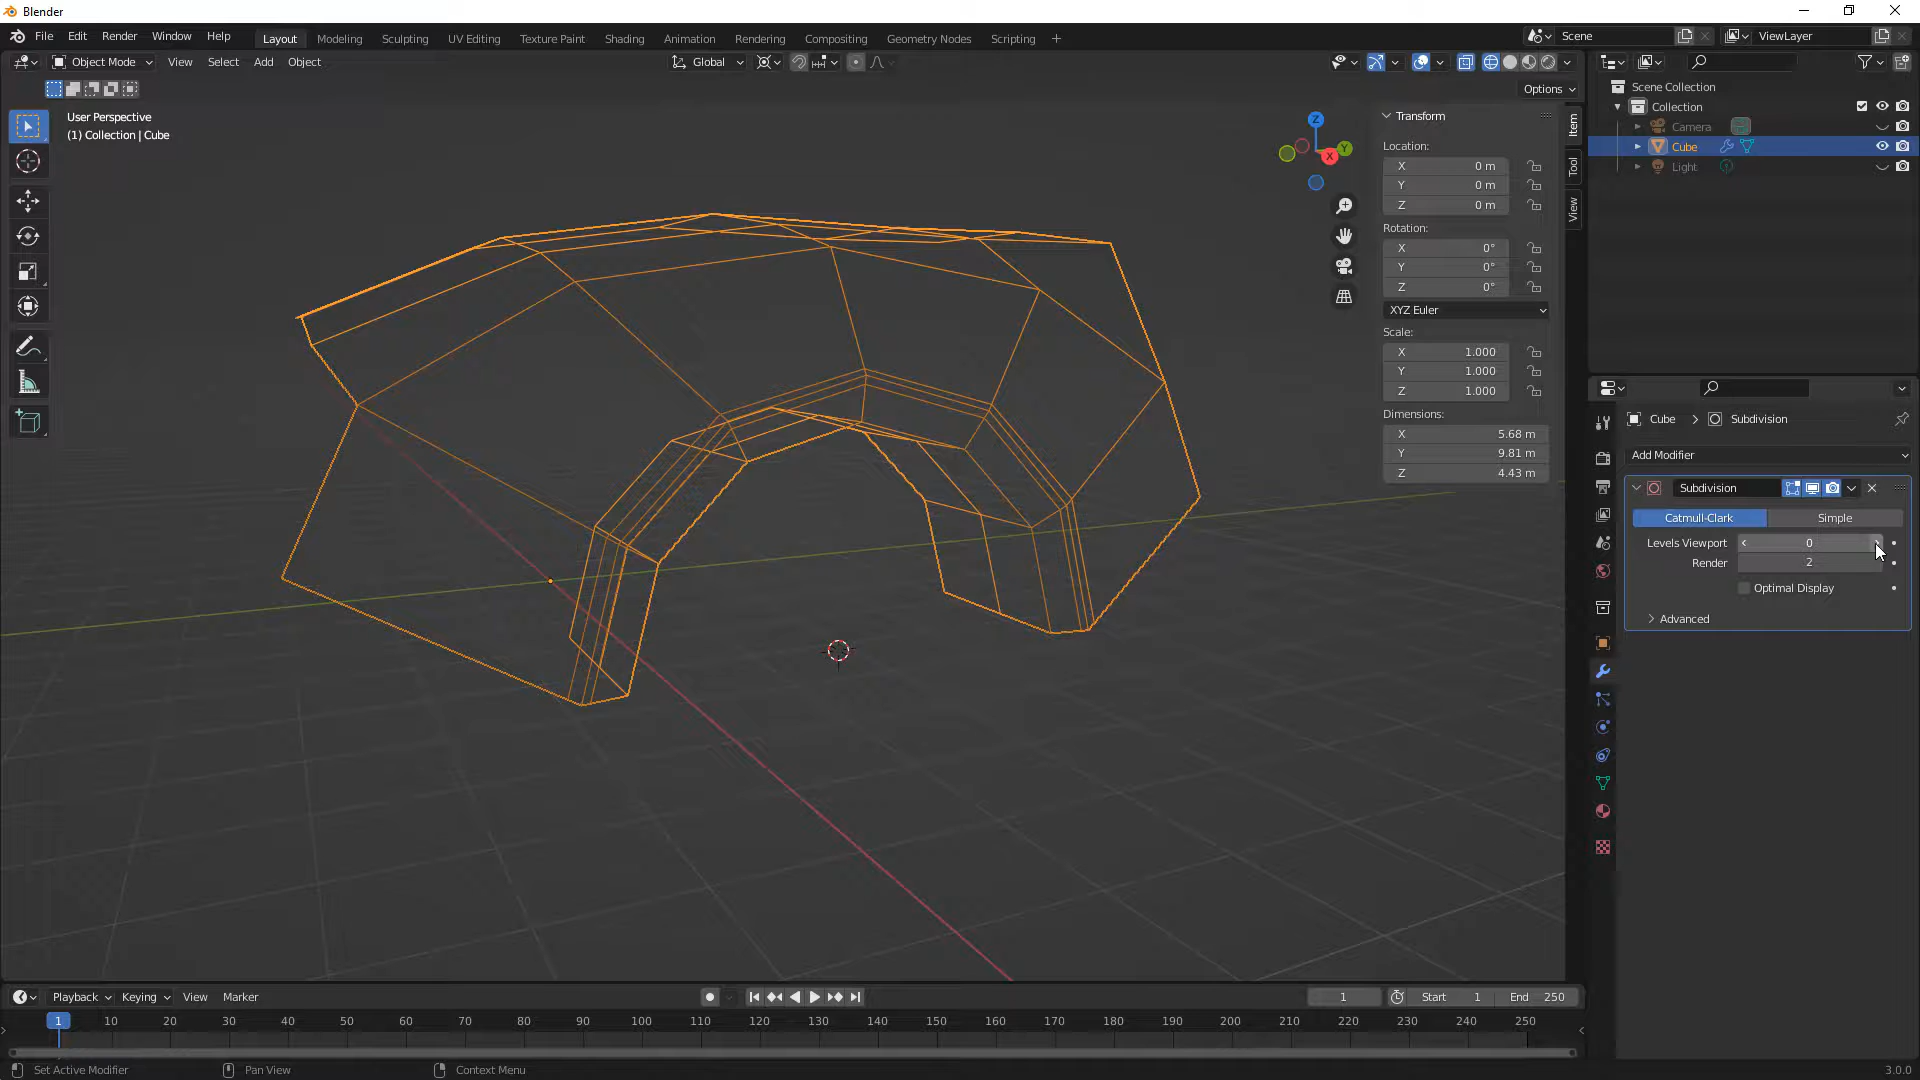 Blender
File Edit Render Window Help
Layout Modeling Sculpting UV Editing Texture Paint Shading Animation Rendering Compositing Geometry Nodes Scripting
Scene
ViewLayer
Object Mode View Select Add Object
Global
Options
User Perspective
(1) Collection | Cube
Z
Y
X
Transform
Location:
X 0 m
Y 0 m
Z 0 m
Rotation:
X 0°
Y 0°
Z 0°
XYZ Euler
Scale:
X 1.000
Y 1.000
Z 1.000
Dimensions:
X 5.68 m
Y 9.81 m
Z 4.43 m
Item
Tool
View
Scene Collection
Collection
Camera
Cube
Light
Cube > Subdivision
Add Modifier
Subdivision
Catmull-Clark Simple
Levels Viewport 0
Render 2
Optimal Display
Advanced
Playback Keying View Marker
1
Start 1
End 250
1 10 20 30 40 50 60 70 80 90 100 110 120 130 140 150 160 170 180 190 200 210 220 230 240 250
Set Active Modifier
Pan View
Context Menu
3.0.0